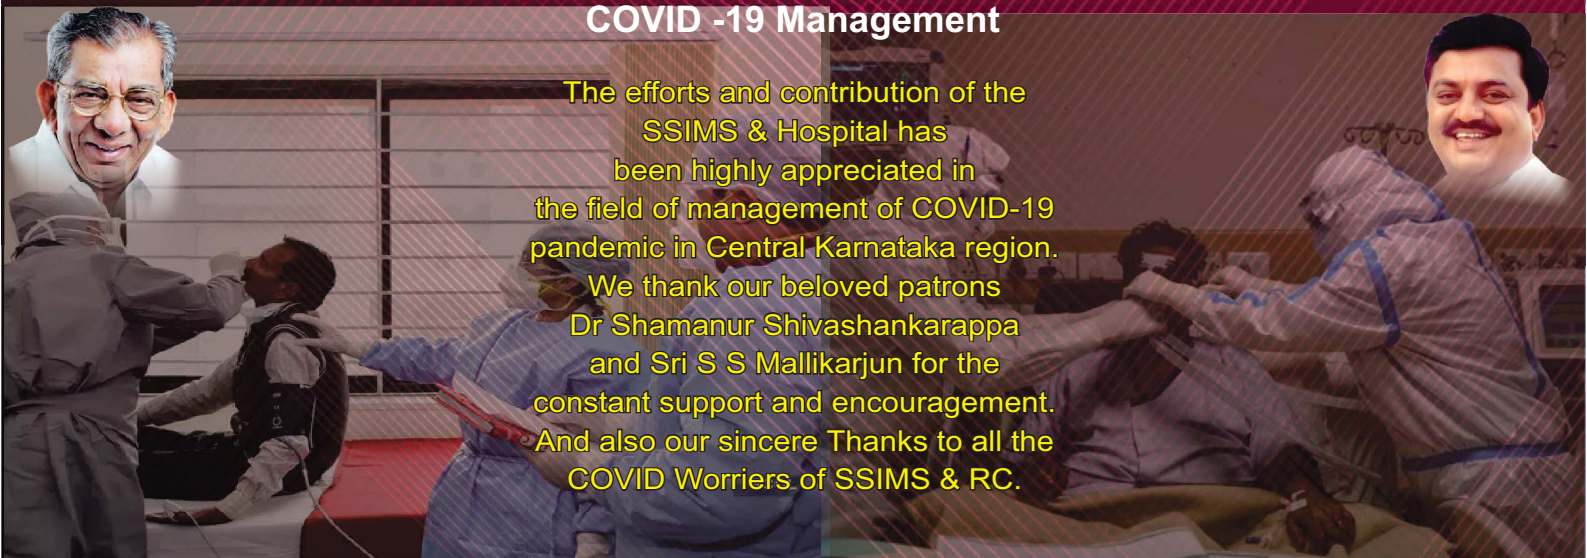 COVID -19 Management
The efforts and contribution of the
SSIMS & Hospital has
been highly appreciated in
the field of management of COVID-19
pandemic in Central Karnataka region.
We thank our beloved patrons
Dr Shamanur Shivashankarappa
and Sri S S Mallikarjun for the
constant support and encouragement.
And also our sincere Thanks to all the
COVID Worriers of SSIMS & RC.